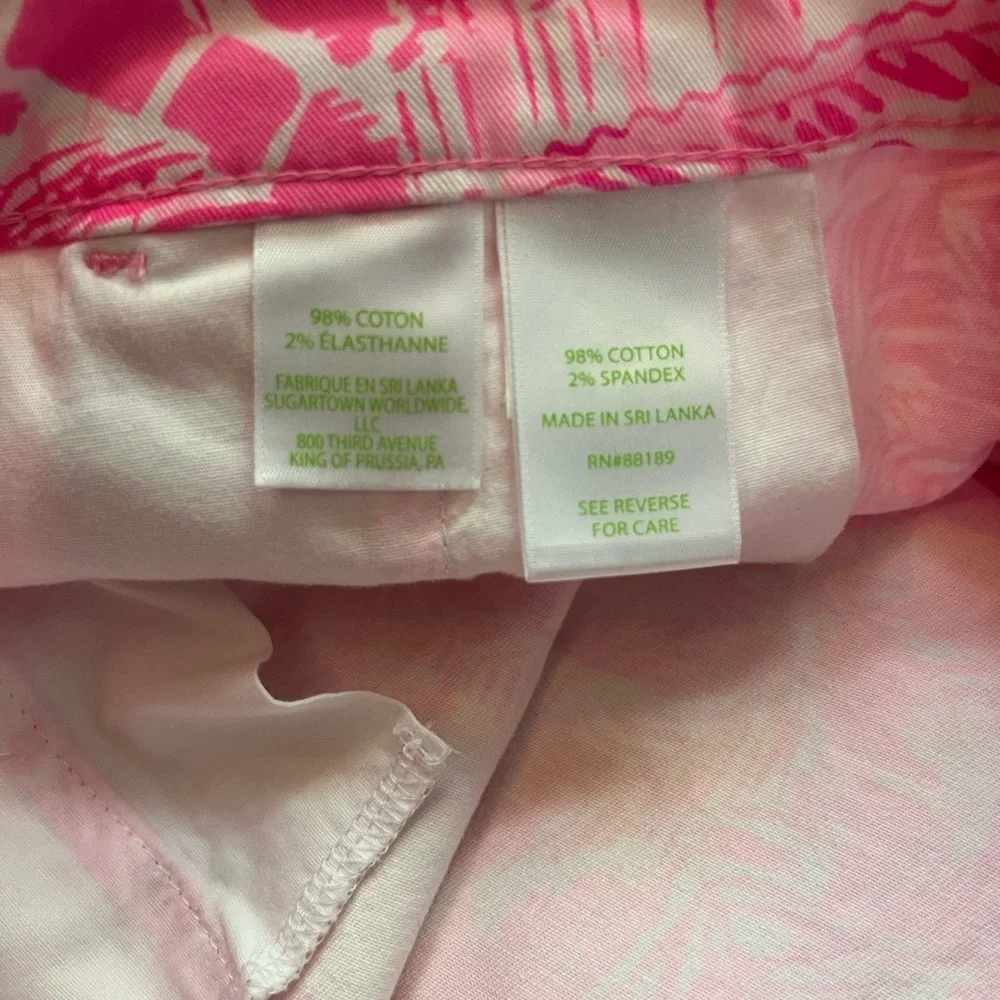 98% COTON
2% ÉLASTHANNE
FABRIQUE EN SRI LANKA
SUGARTOWN WORLDWIDE,
LLC
800 THIRD AVENUE
KING OF PRUSSIA, PA
98% COTTON
2% SPANDEX
MADE IN SRI LANKA
RN#88189
SEE REVERSE
FOR CARE